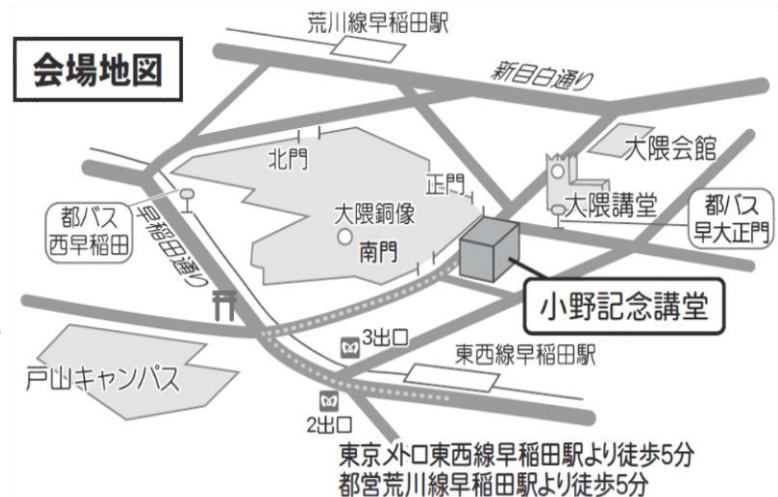 会場地図
荒川線早稲田駅
新目白通り
大隈会館
北門
正門
大隈講堂
都バス
早大正門
大隈銅像
南門
都バス
西早稲田
早稲田通り
小野記念講堂
3出口
東西線早稲田駅
戸山キャンパス
2出口
東京メトロ東西線早稲田駅より徒歩5分
都営荒川線早稲田駅より徒歩5分